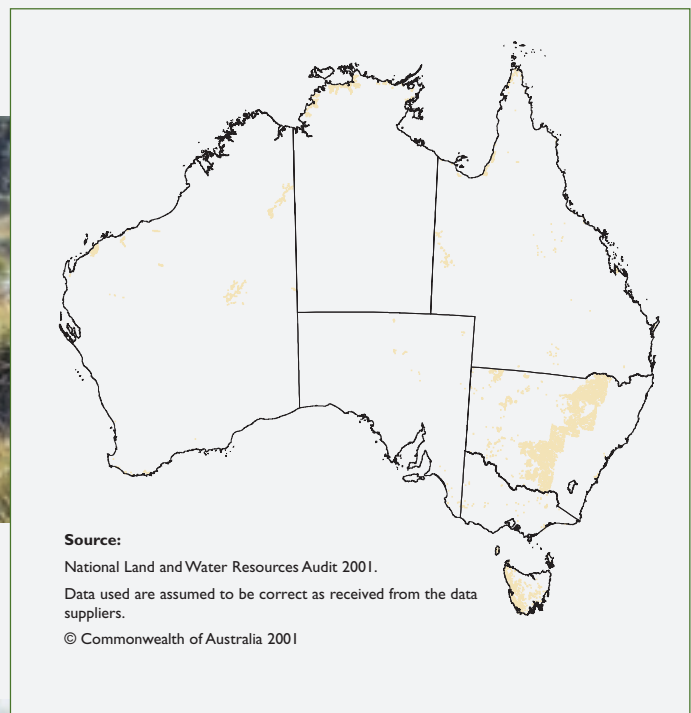 Source:
National Land and Water Resources Audit 2001.
Data used are assumed to be correct as received from the data
suppliers.
© Commonwealth of Australia 2001